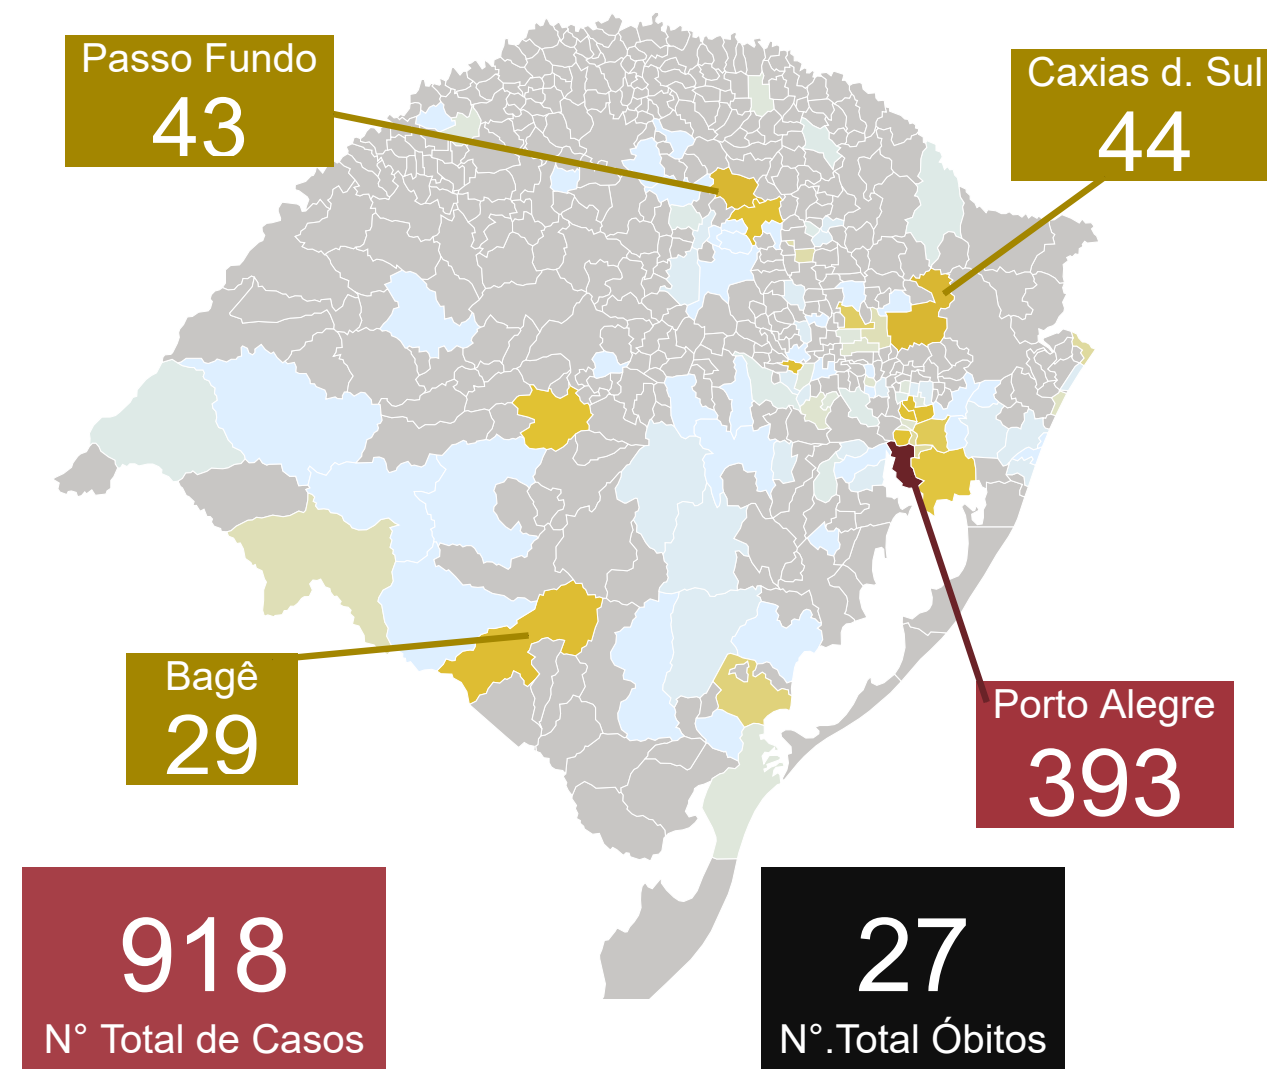 Passo Fundo
43
Caxias d. Sul
44
Bagê
29
Porto Alegre
393
918
N° Total de Casos
27
N°.Total Óbitos